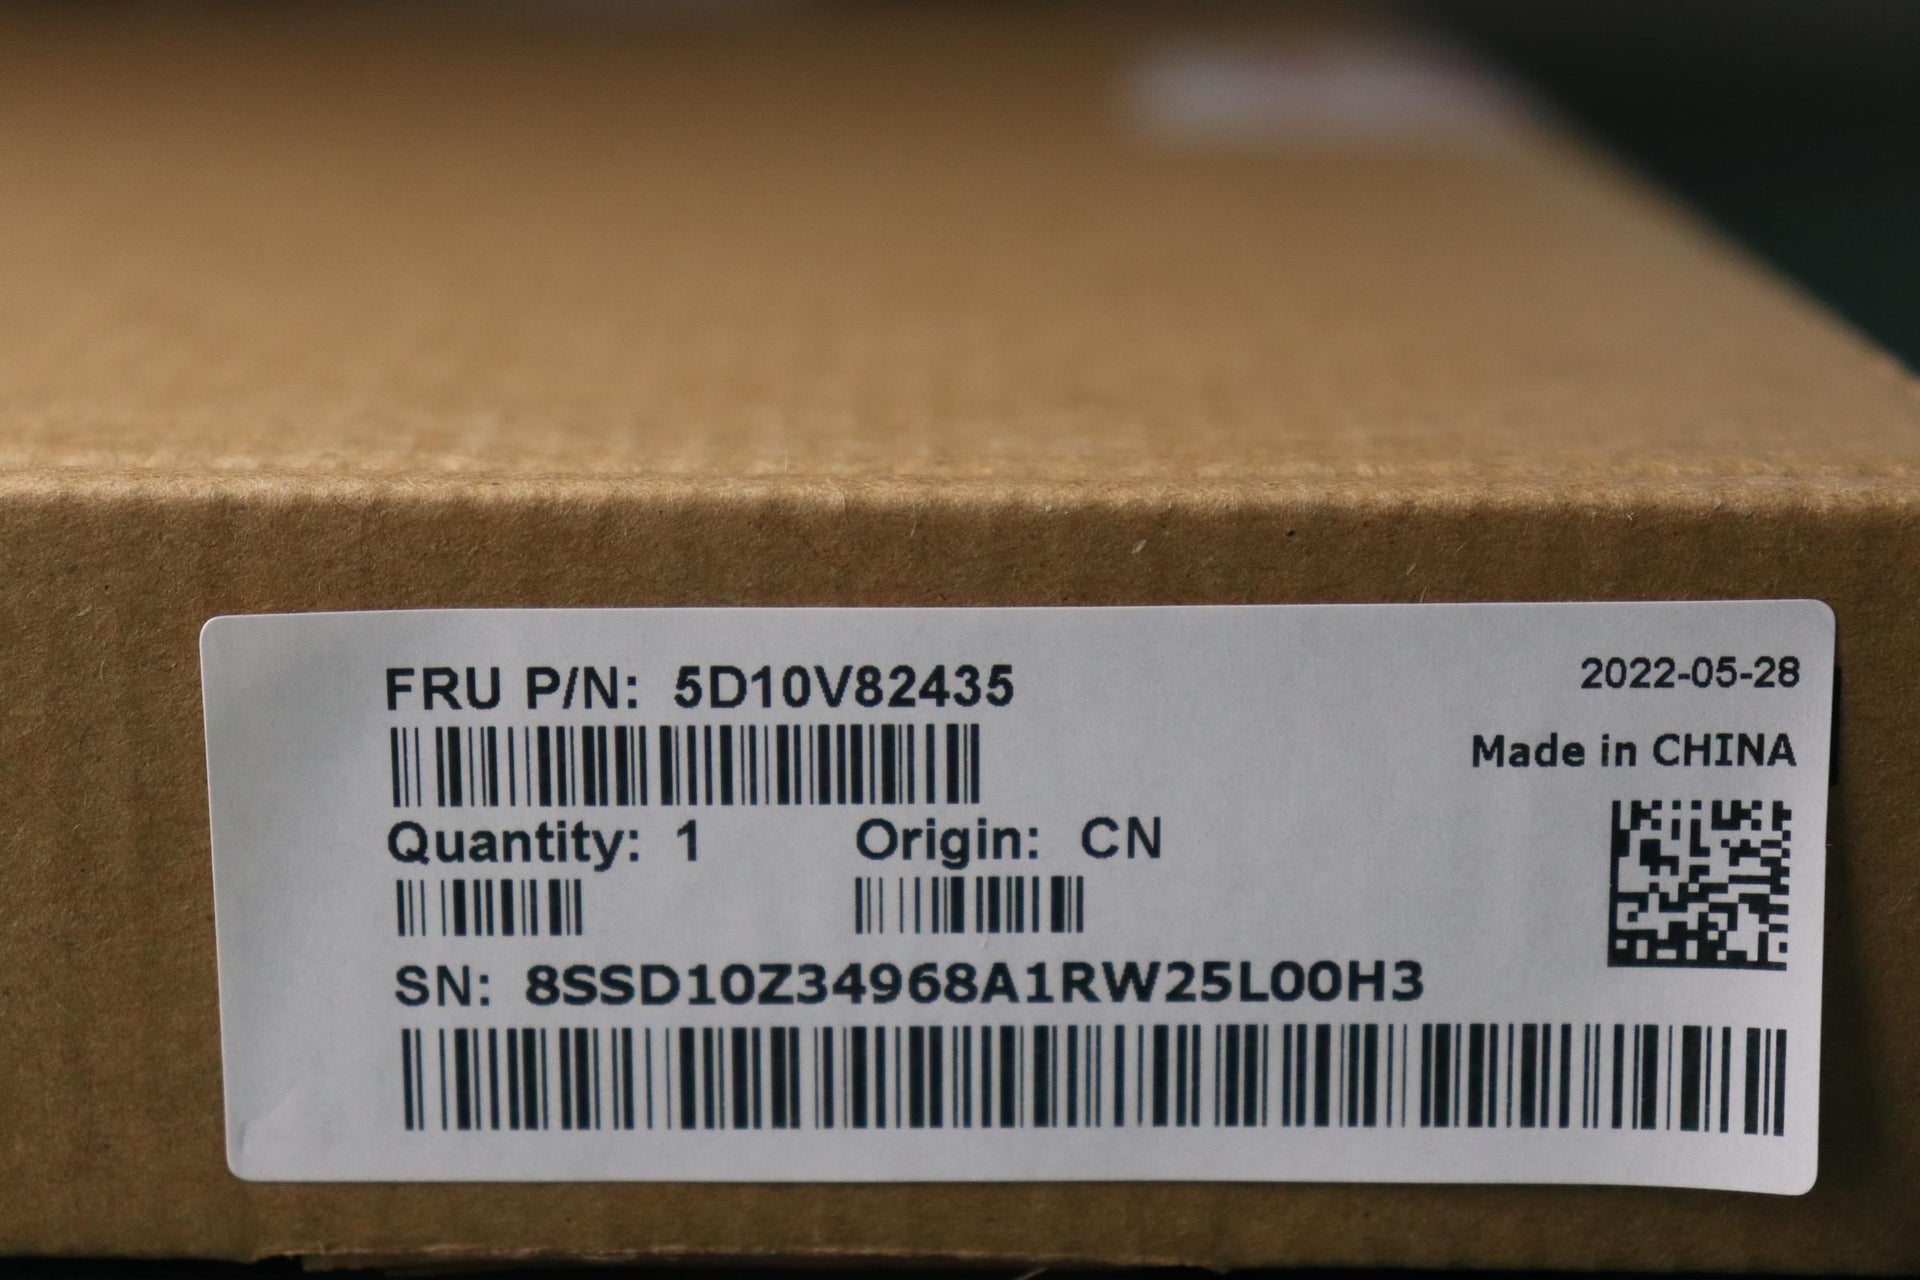 FRU P/N: 5D10V82435
2022-05-28
Made in CHINA
Quantity: 1
Origin: CN
SN: 8SSD10Z34968A1RW25L00H3